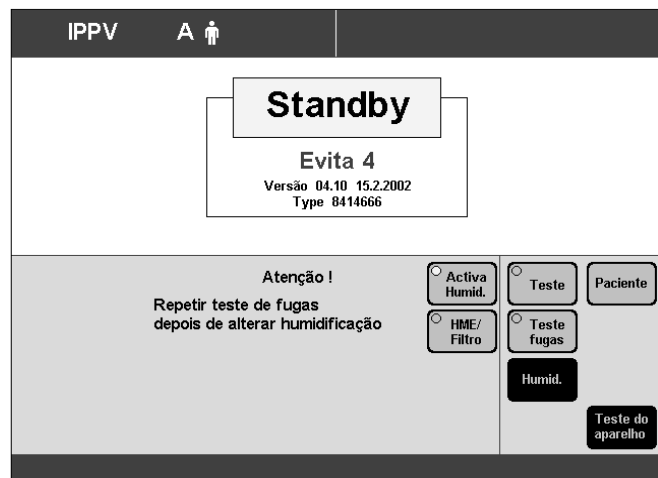 IPPV A
Standby
Evita 4
Versão 04.10 15.2.2002
Type 8414666
Atenção !
Repetir teste de fugas
depois de alterar humidificação
Activa
Humid.
HME/
Filtro
Teste
Teste
fugas
Humid.
Paciente
Teste do
aparelho